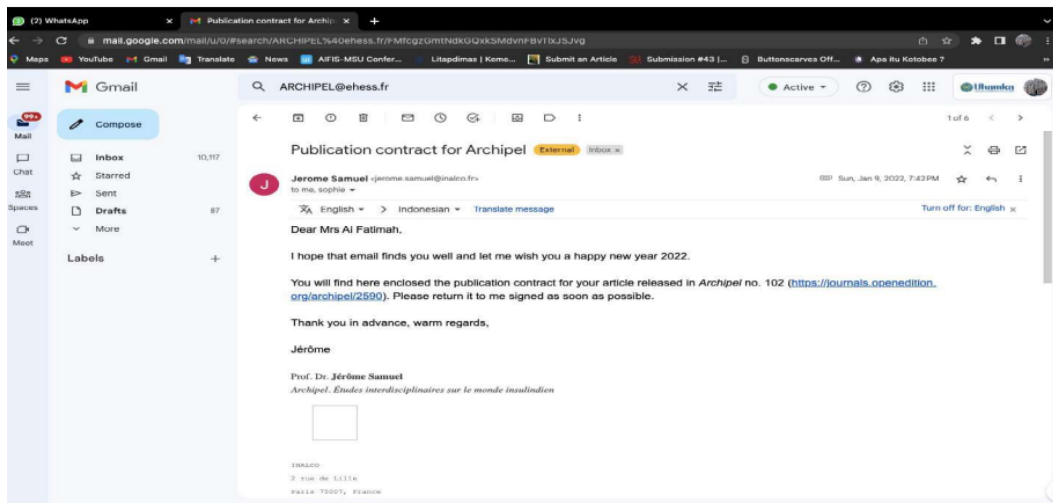 (2) WhatsApp
Publication contract for Archip
mail.google.com/mail/u/0/#search/ARCHIPEL%40ehess.fr/
Maps YouTube Gmail Translate News AIFIS-MSU Confer... Litapdimas | Keme... Submit an Article Submission #43 |... Buttonscarves Off... Apa itu Kotobee ?
Gmail
ARCHIPEL@ehess.fr
Active
Uhamka
99+
Mail
Chat
Spaces
Meet
Compose
Inbox 10,117
Starred
Sent
Drafts 87
More
Labels
1 of 6
Publication contract for Archipel External Inbox x
Jerome Samuel <jerome.samuel@inalco.fr> Sun, Jan 9, 2022, 7:42 PM
to me, sophie
English > Indonesian Translate message Turn off for: English x
Dear Mrs Ai Fatimah,
I hope that email finds you well and let me wish you a happy new year 2022.
You will find here enclosed the publication contract for your article released in Archipel no. 102 (https://journals.openedition.
org/archipel/2590). Please return it to me signed as soon as possible.
Thank you in advance, warm regards,
Jérôme
Prof. Dr. Jérôme Samuel
Archipel. Études interdisciplinaires sur le monde insulindien
INALCO
2 rue de Lille
Paris 75007, France